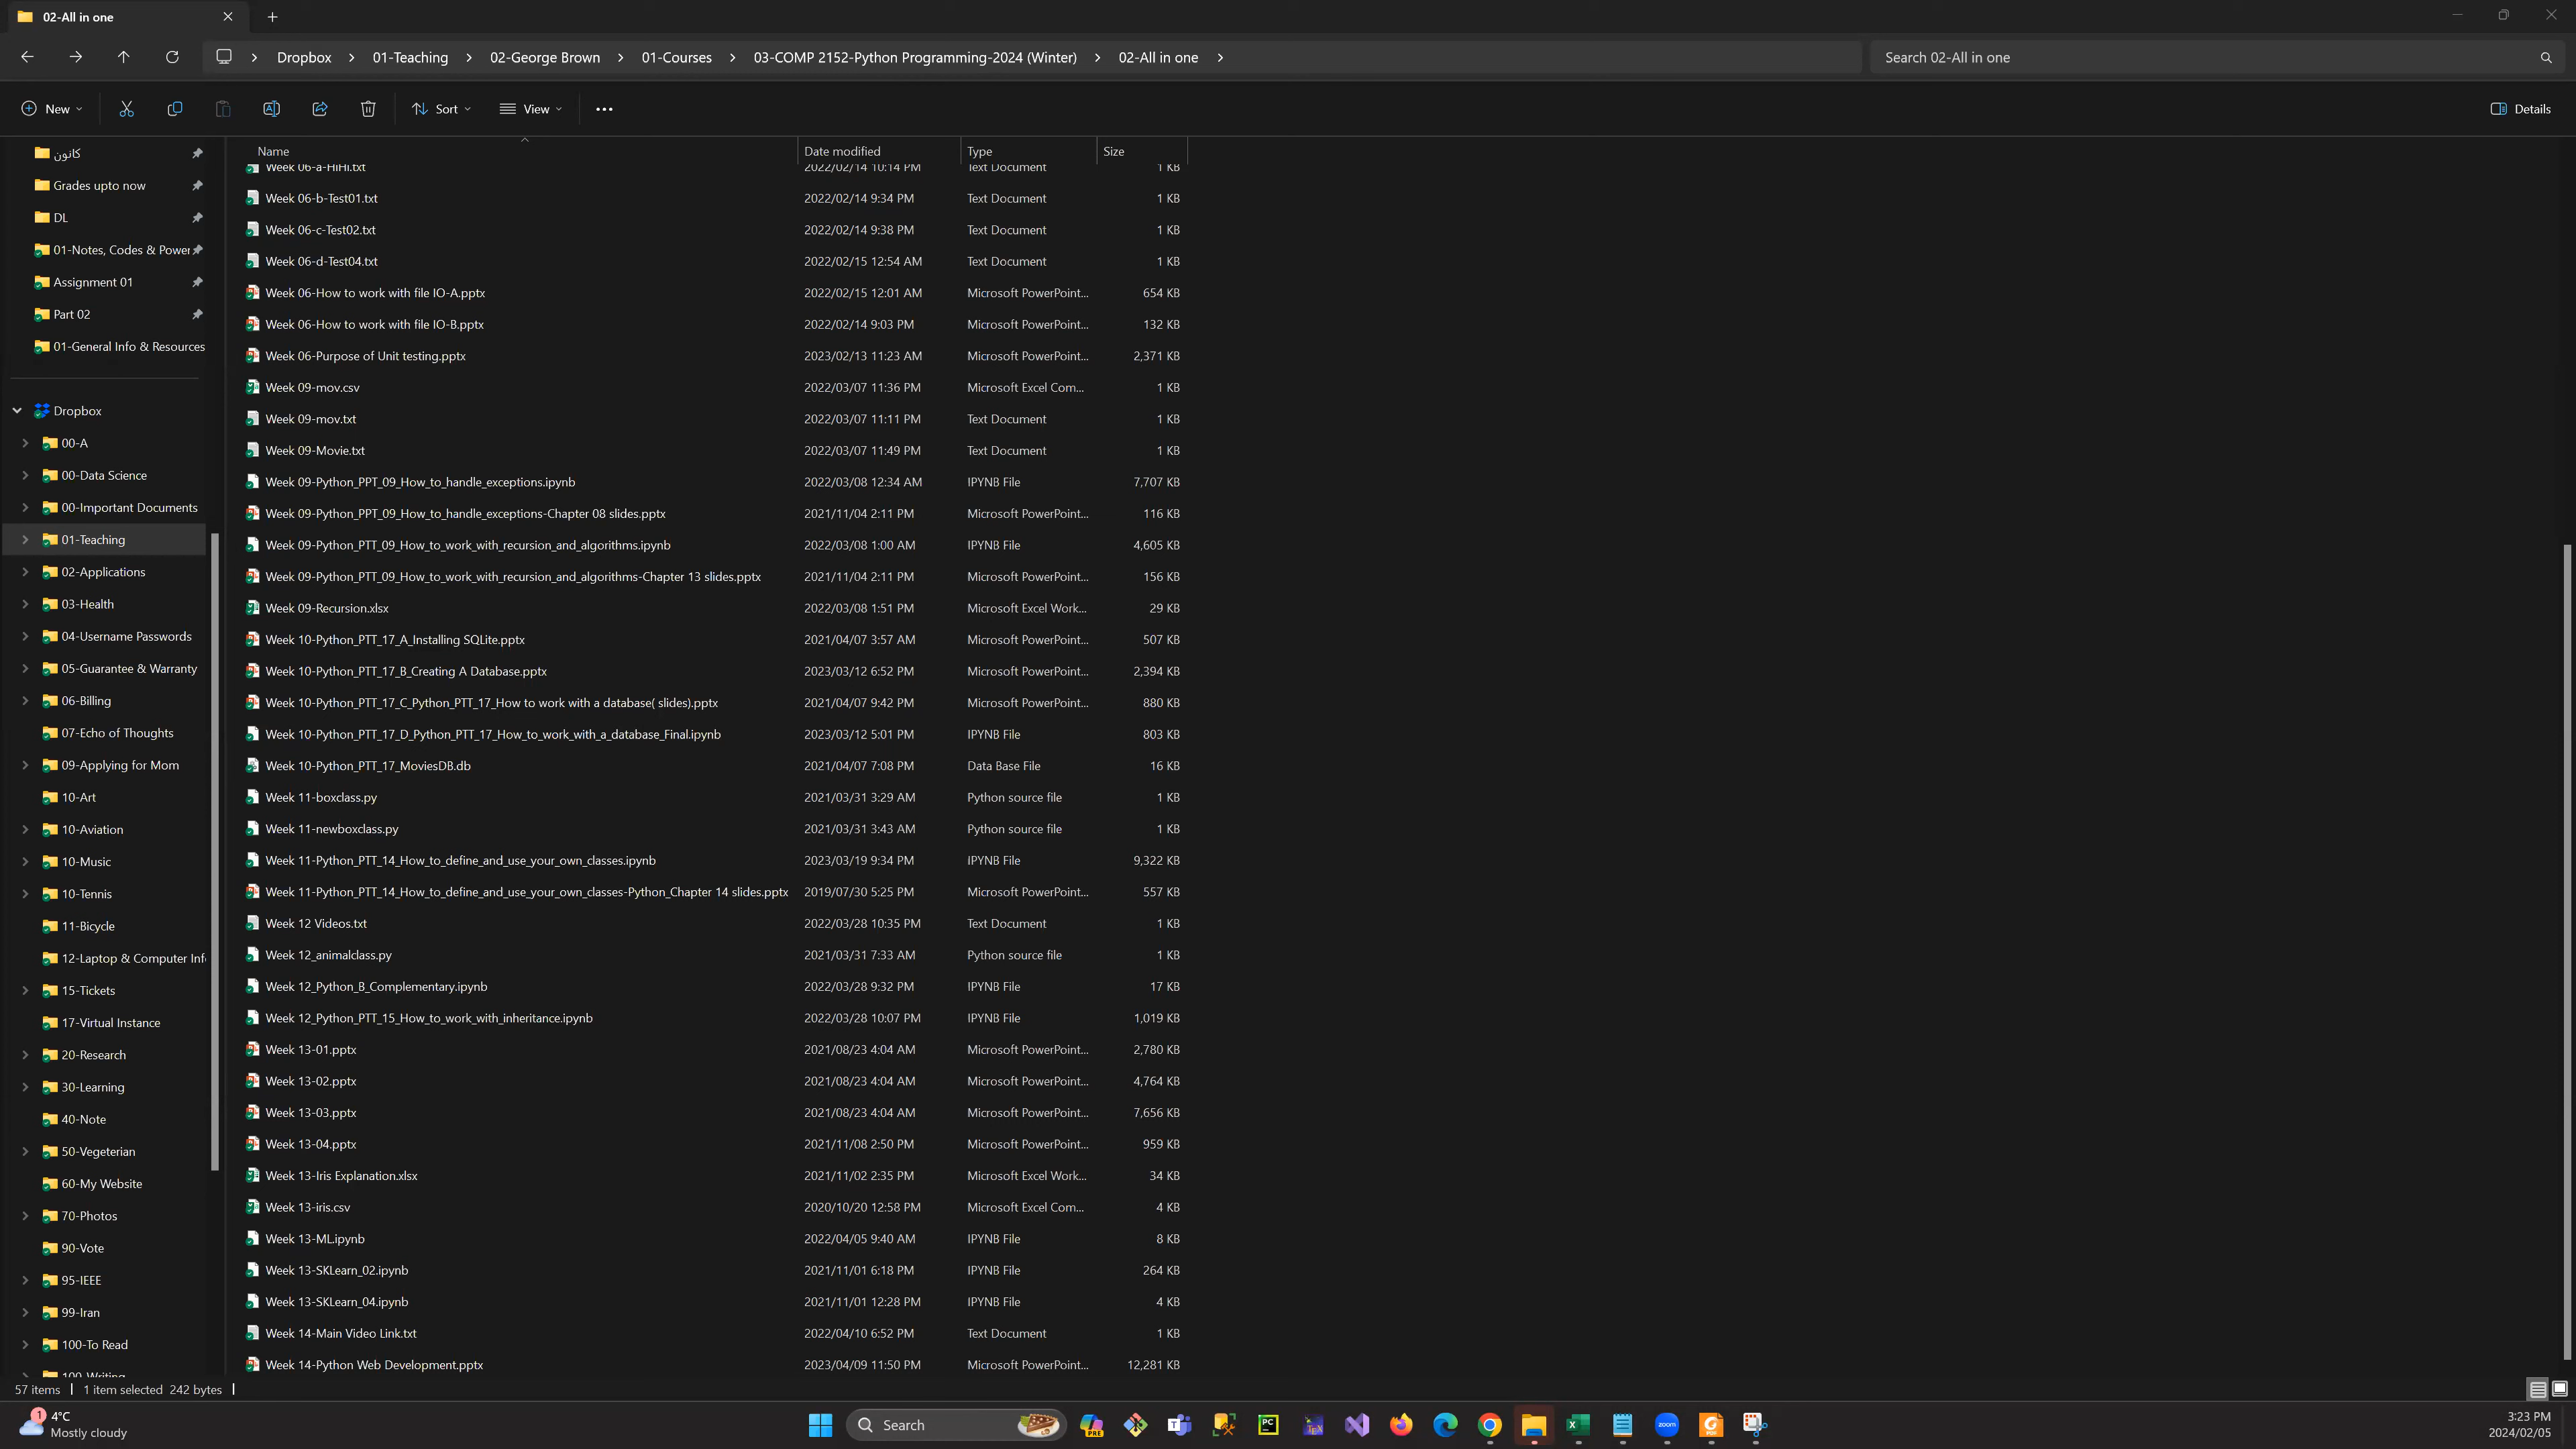 02-All in one
Dropbox > 01-Teaching > 02-George Brown > 01-Courses > 03-COMP 2152-Python Programming-2024 (Winter) > 02-All in one >
Search 02-All in one
New
Sort
View
Details
کانون
Grades upto now
DL
01-Notes, Codes & Power
Assignment 01
Part 02
01-General Info & Resources
Dropbox
00-A
00-Data Science
00-Important Documents
01-Teaching
02-Applications
03-Health
04-Username Passwords
05-Guarantee & Warranty
06-Billing
07-Echo of Thoughts
09-Applying for Mom
10-Art
10-Aviation
10-Music
10-Tennis
11-Bicycle
12-Laptop & Computer Inf
15-Tickets
17-Virtual Instance
20-Research
30-Learning
40-Note
50-Vegeterian
60-My Website
70-Photos
90-Vote
95-IEEE
99-Iran
100-To Read
100-Writing
Name Date modified Type Size
Week 06-a-HiHi.txt 2022/02/14 10:14 PM Text Document 1 KB
Week 06-b-Test01.txt 2022/02/14 9:34 PM Text Document 1 KB
Week 06-c-Test02.txt 2022/02/14 9:38 PM Text Document 1 KB
Week 06-d-Test04.txt 2022/02/15 12:54 AM Text Document 1 KB
Week 06-How to work with file IO-A.pptx 2022/02/15 12:01 AM Microsoft PowerPoint... 654 KB
Week 06-How to work with file IO-B.pptx 2022/02/14 9:03 PM Microsoft PowerPoint... 132 KB
Week 06-Purpose of Unit testing.pptx 2023/02/13 11:23 AM Microsoft PowerPoint... 2,371 KB
Week 09-mov.csv 2022/03/07 11:36 PM Microsoft Excel Com... 1 KB
Week 09-mov.txt 2022/03/07 11:11 PM Text Document 1 KB
Week 09-Movie.txt 2022/03/07 11:49 PM Text Document 1 KB
Week 09-Python_PPT_09_How_to_handle_exceptions.ipynb 2022/03/08 12:34 AM IPYNB File 7,707 KB
Week 09-Python_PPT_09_How_to_handle_exceptions-Chapter 08 slides.pptx 2021/11/04 2:11 PM Microsoft PowerPoint... 116 KB
Week 09-Python_PTT_09_How_to_work_with_recursion_and_algorithms.ipynb 2022/03/08 1:00 AM IPYNB File 4,605 KB
Week 09-Python_PTT_09_How_to_work_with_recursion_and_algorithms-Chapter 13 slides.pptx 2021/11/04 2:11 PM Microsoft PowerPoint... 156 KB
Week 09-Recursion.xlsx 2022/03/08 1:51 PM Microsoft Excel Work... 29 KB
Week 10-Python_PTT_17_A_Installing SQLite.pptx 2021/04/07 3:57 AM Microsoft PowerPoint... 507 KB
Week 10-Python_PTT_17_B_Creating A Database.pptx 2023/03/12 6:52 PM Microsoft PowerPoint... 2,394 KB
Week 10-Python_PTT_17_C_Python_PTT_17_How to work with a database( slides).pptx 2021/04/07 9:42 PM Microsoft PowerPoint... 880 KB
Week 10-Python_PTT_17_D_Python_PTT_17_How_to_work_with_a_database_Final.ipynb 2023/03/12 5:01 PM IPYNB File 803 KB
Week 10-Python_PTT_17_MoviesDB.db 2021/04/07 7:08 PM Data Base File 16 KB
Week 11-boxclass.py 2021/03/31 3:29 AM Python source file 1 KB
Week 11-newboxclass.py 2021/03/31 3:43 AM Python source file 1 KB
Week 11-Python_PTT_14_How_to_define_and_use_your_own_classes.ipynb 2023/03/19 9:34 PM IPYNB File 9,322 KB
Week 11-Python_PTT_14_How_to_define_and_use_your_own_classes-Python_Chapter 14 slides.pptx 2019/07/30 5:25 PM Microsoft PowerPoint... 557 KB
Week 12 Videos.txt 2022/03/28 10:35 PM Text Document 1 KB
Week 12_animalclass.py 2021/03/31 7:33 AM Python source file 1 KB
Week 12_Python_B_Complementary.ipynb 2022/03/28 9:32 PM IPYNB File 17 KB
Week 12_Python_PTT_15_How_to_work_with_inheritance.ipynb 2022/03/28 10:07 PM IPYNB File 1,019 KB
Week 13-01.pptx 2021/08/23 4:04 AM Microsoft PowerPoint... 2,780 KB
Week 13-02.pptx 2021/08/23 4:04 AM Microsoft PowerPoint... 4,764 KB
Week 13-03.pptx 2021/08/23 4:04 AM Microsoft PowerPoint... 7,656 KB
Week 13-04.pptx 2021/11/08 2:50 PM Microsoft PowerPoint... 959 KB
Week 13-Iris Explanation.xlsx 2021/11/02 2:35 PM Microsoft Excel Work... 34 KB
Week 13-iris.csv 2020/10/20 12:58 PM Microsoft Excel Com... 4 KB
Week 13-ML.ipynb 2022/04/05 9:40 AM IPYNB File 8 KB
Week 13-SKLearn_02.ipynb 2021/11/01 6:18 PM IPYNB File 264 KB
Week 13-SKLearn_04.ipynb 2021/11/01 12:28 PM IPYNB File 4 KB
Week 14-Main Video Link.txt 2022/04/10 6:52 PM Text Document 1 KB
Week 14-Python Web Development.pptx 2023/04/09 11:50 PM Microsoft PowerPoint... 12,281 KB
57 items 1 item selected 242 bytes
1
4°C
Mostly cloudy
Search
PRE
PC
zoom
3:23 PM
2024/02/05